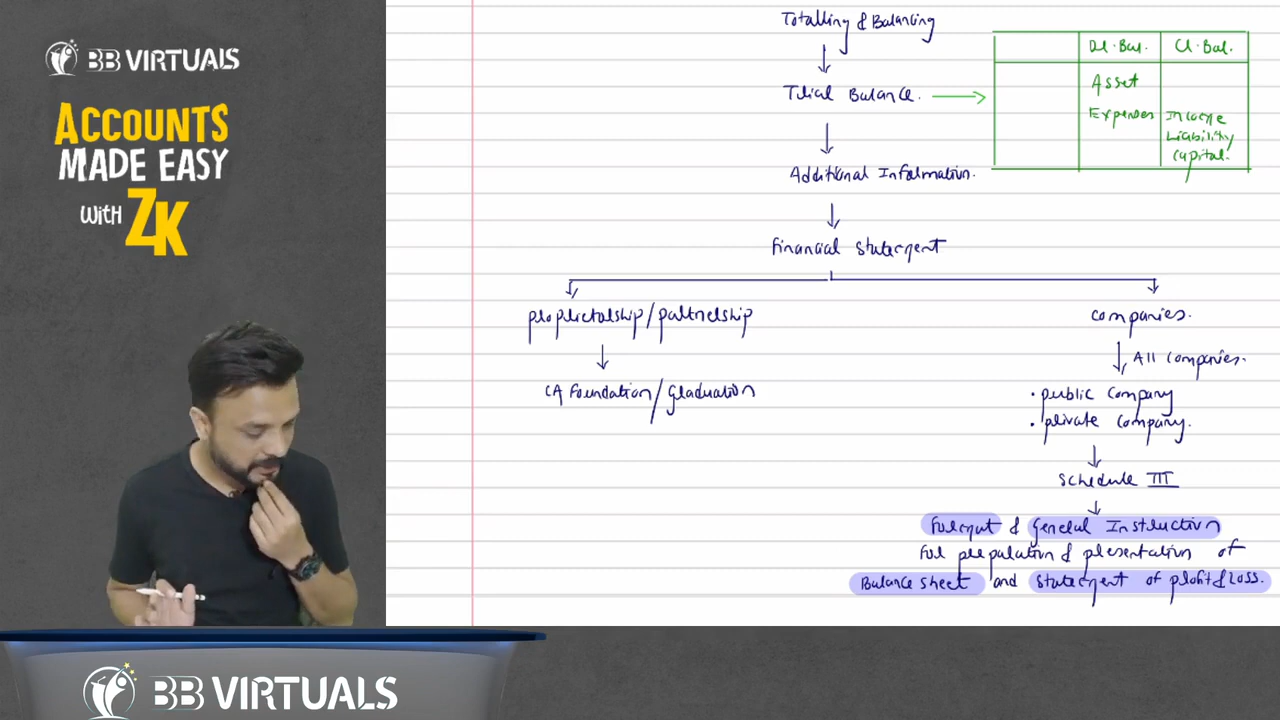 BB VIRTUALS
ACCOUNTS
MADE EASY
WITH ZK
Totalling & Balancing
Trial Balance.
Dr. Bal. Cr. Bal.
Asset
Expenses Income
Liability
Capital.
Additional Information.
Financial Statement
proprietorship/partnership
companies.
All Companies.
CA Foundation/Graduation
• public company
• private company.
Schedule III
Format & General Instruction
For preparation & presentation of
Balance sheet and Statement of profit & Loss.
BB VIRTUALS